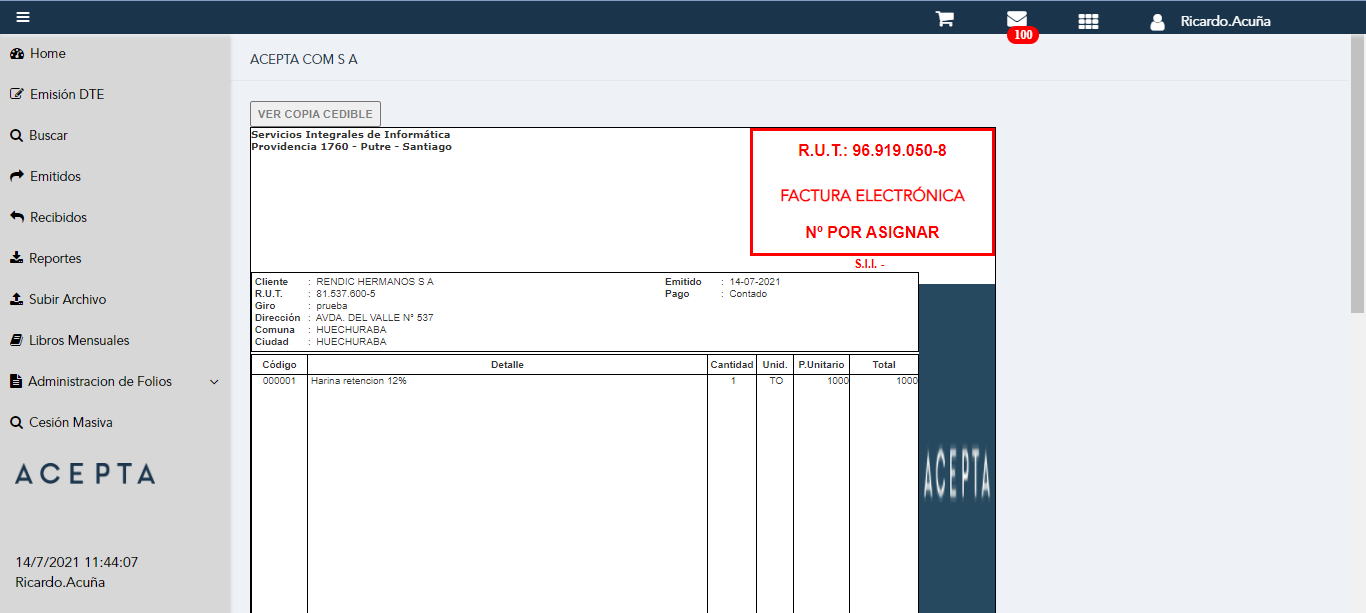 100
Ricardo.Acuña
Home
Emisión DTE
Buscar
Emitidos
Recibidos
Reportes
Subir Archivo
Libros Mensuales
Administracion de Folios
Cesión Masiva
ACEPTA
14/7/2021 11:44:07
Ricardo.Acuña
ACEPTA COM S A
VER COPIA CEDIBLE
Servicios Integrales de Informática
Providencia 1760 - Putre - Santiago
R.U.T.: 96.919.050-8
FACTURA ELECTRÓNICA
Nº POR ASIGNAR
S.I.I. -
Cliente : RENDIC HERMANOS S A Emitido : 14-07-2021
R.U.T. : 81.537.600-5 Pago : Contado
Giro : prueba
Dirección : AVDA. DEL VALLE N° 537
Comuna : HUECHURABA
Ciudad : HUECHURABA
Código Detalle Cantidad Unid. P.Unitario Total
000001 Harina retencion 12% 1 TO 1000 1000
ACEPTA